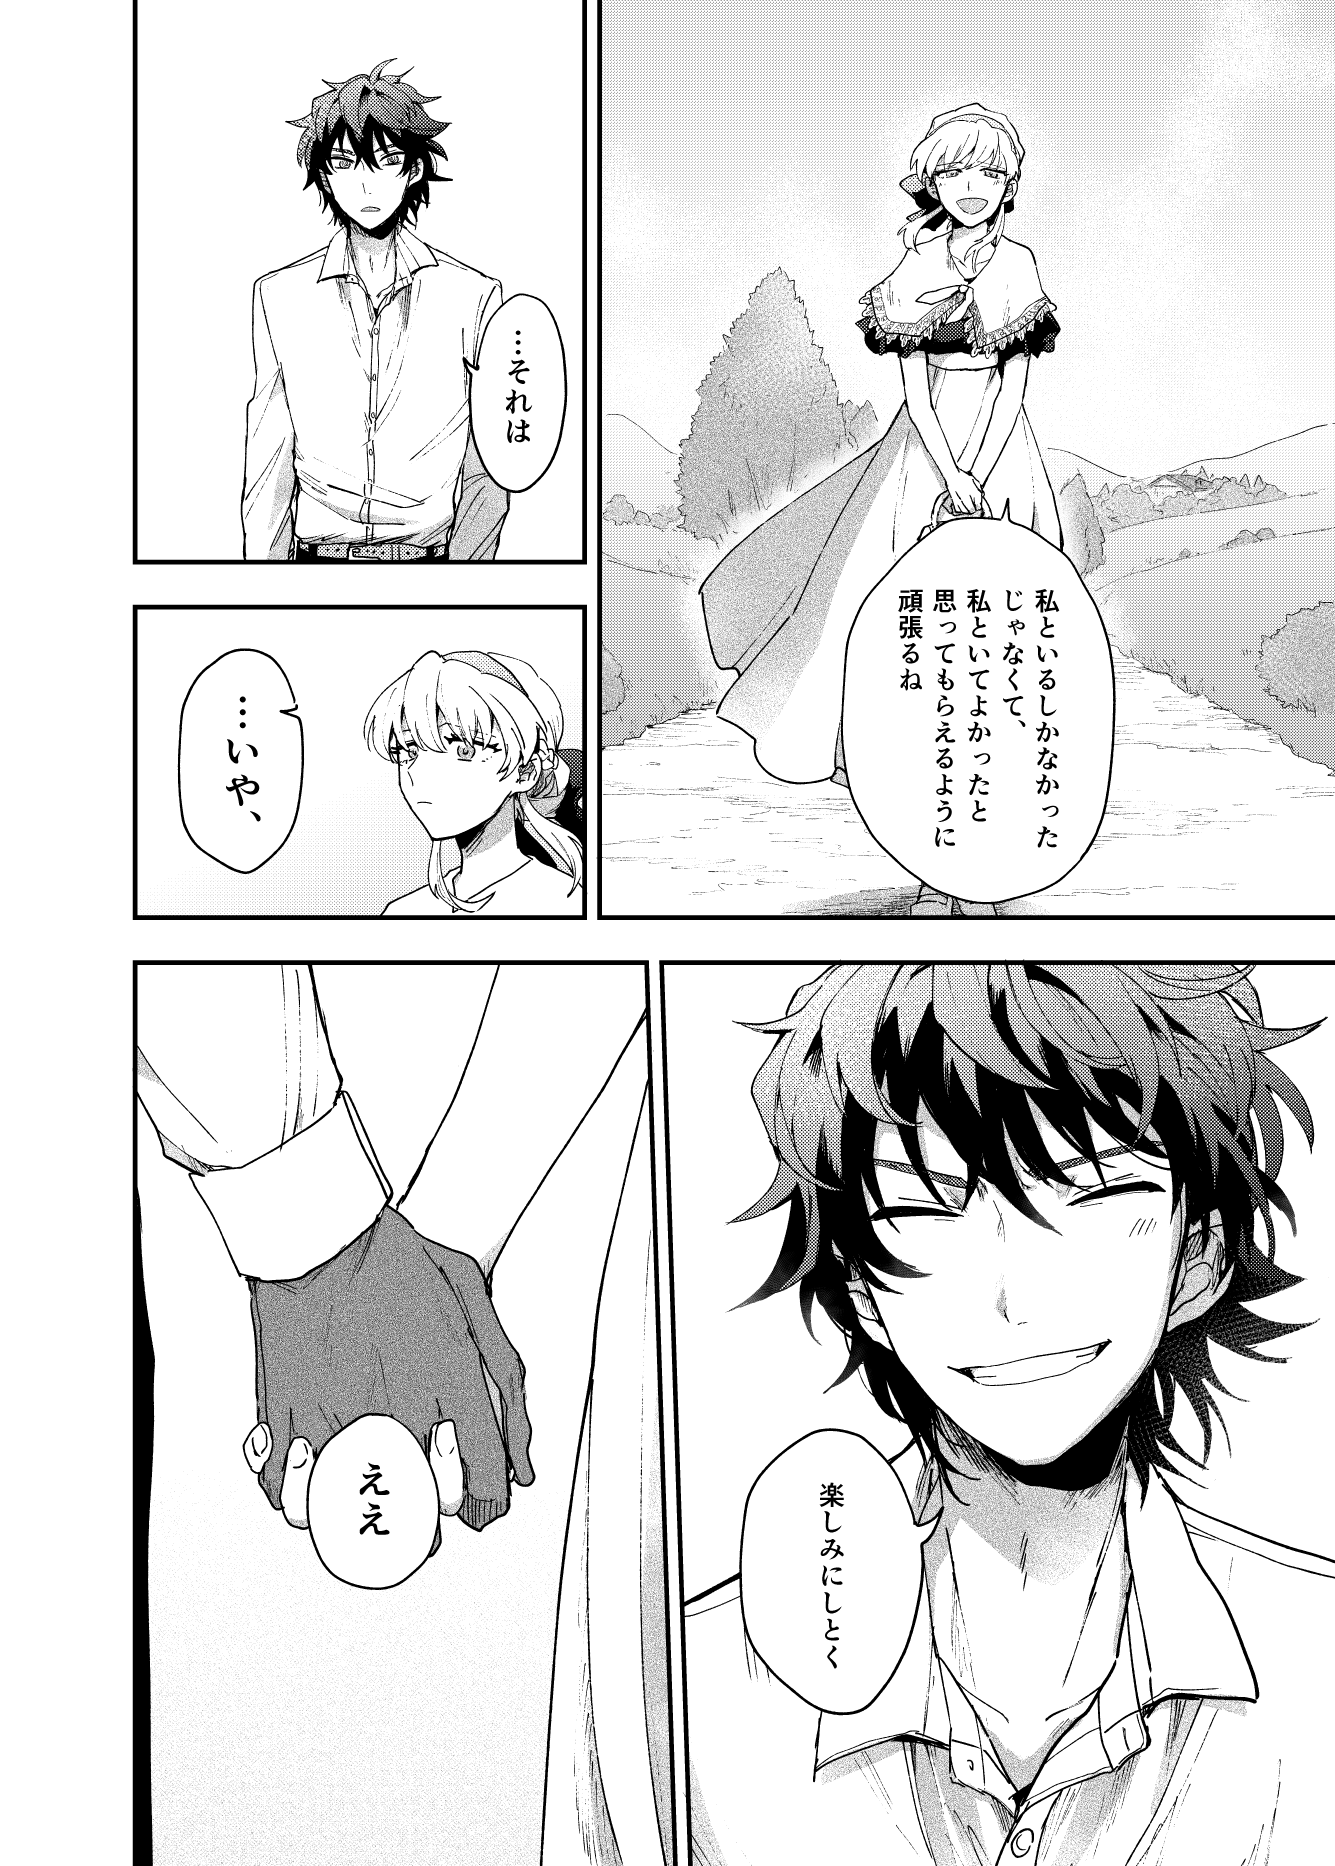 私といるしかなかった
じゃなくて、
私といてよかったと
思ってもらえるように
頑張るね
…それは
…いや、
楽しみにしとく
ええ